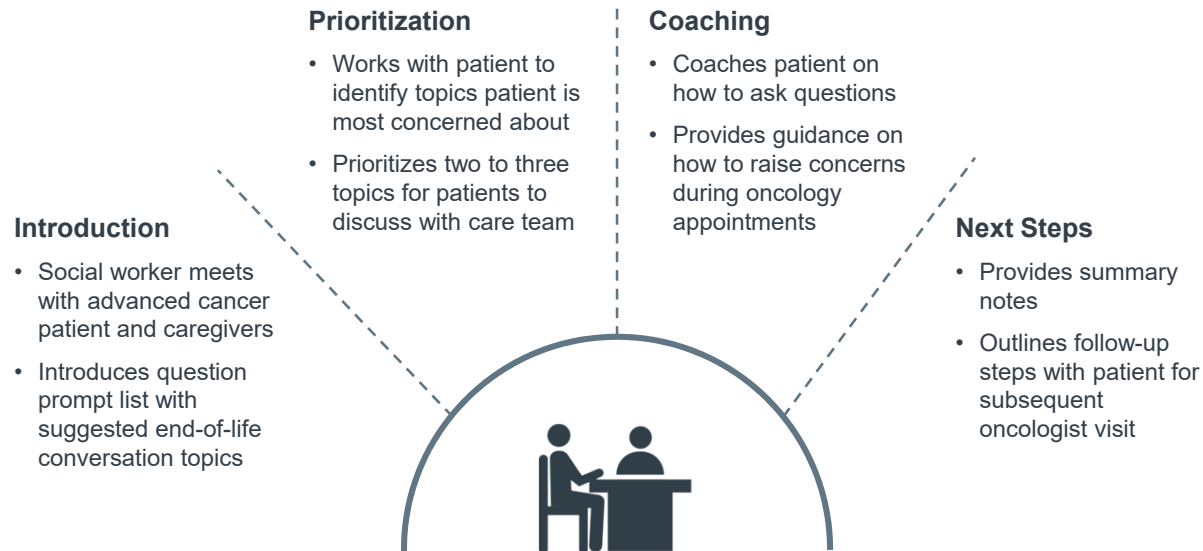 Introduction
• Social worker meets
with advanced cancer
patient and caregivers
• Introduces question
prompt list with
suggested end-of-life
conversation topics
Prioritization
• Works with patient to
identify topics patient is
most concerned about
• Prioritizes two to three
topics for patients to
discuss with care team
Coaching
• Coaches patient on
how to ask questions
• Provides guidance on
how to raise concerns
during oncology
appointments
Next Steps
• Provides summary
notes
• Outlines follow-up
steps with patient for
subsequent
oncologist visit